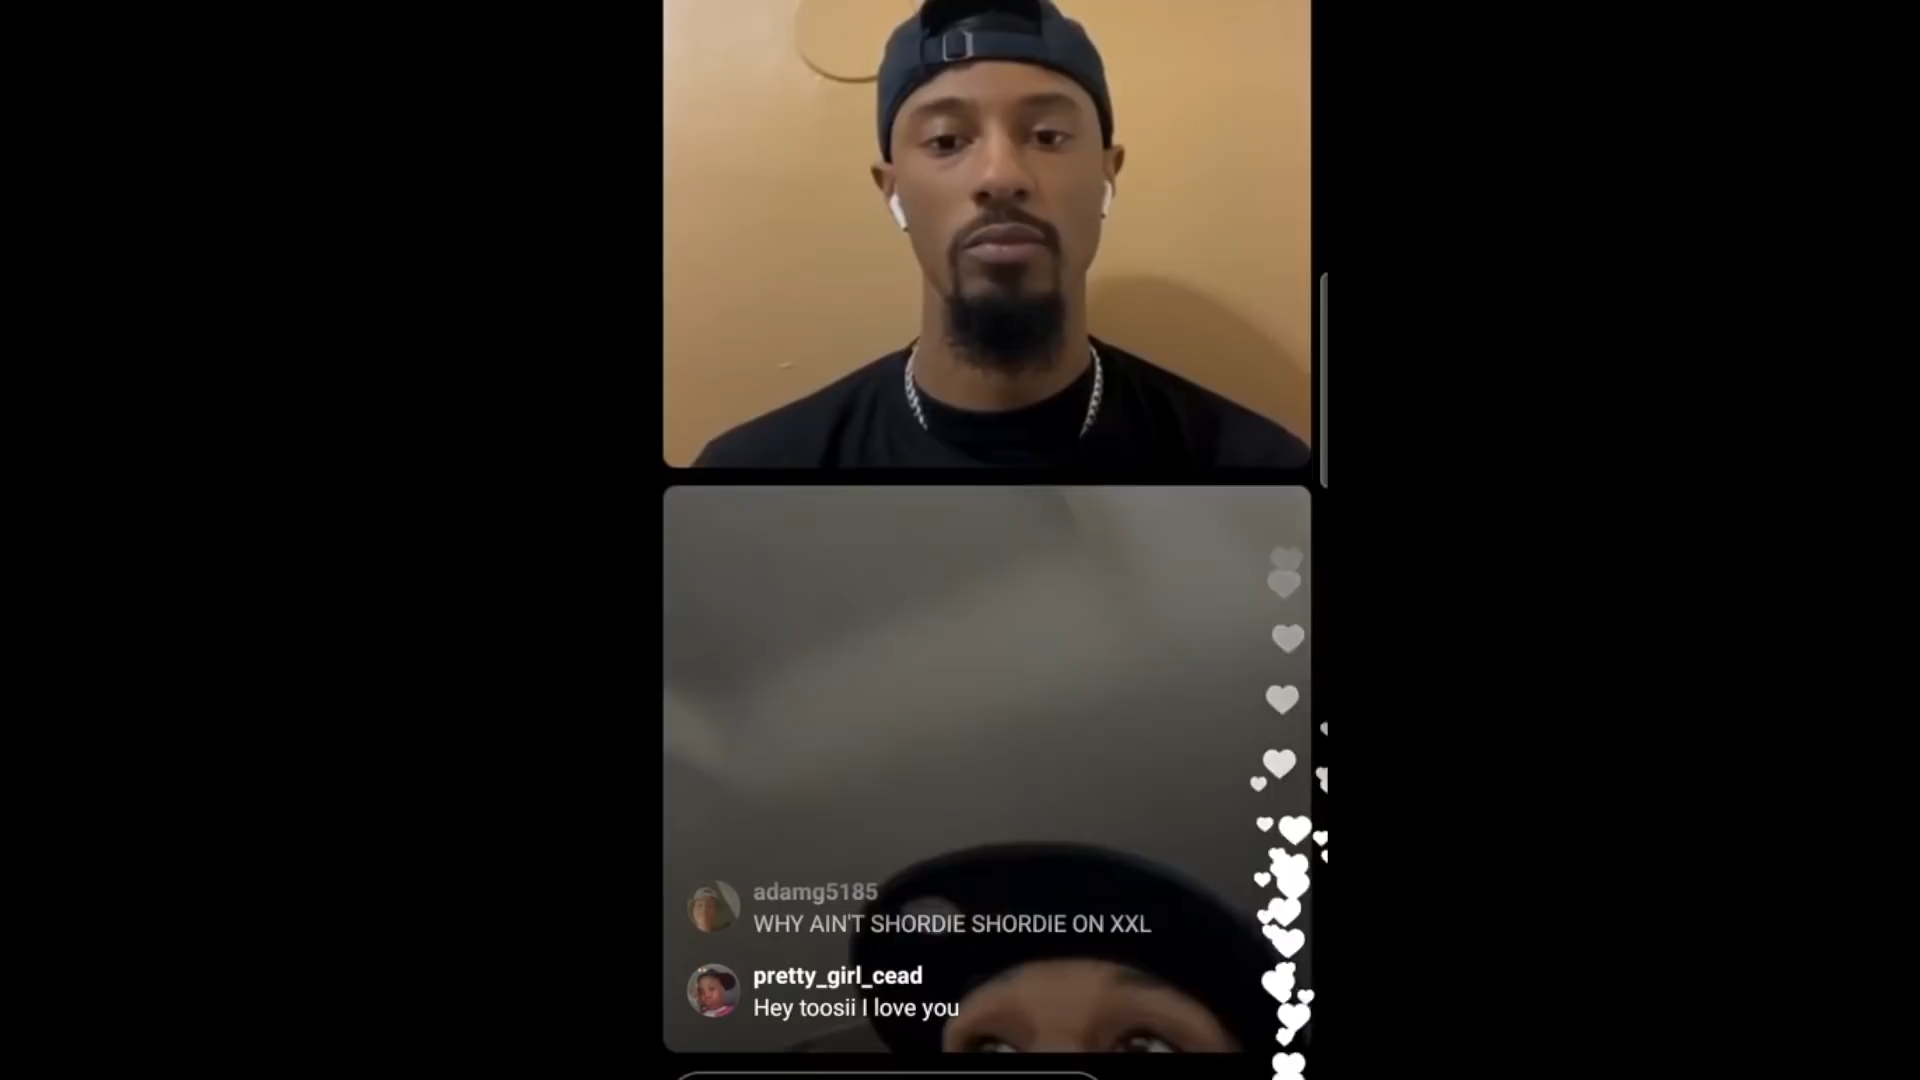 adamg5185
WHY AIN'T SHORDIE SHORDIE ON XXL
pretty_girl_cead
Hey toosii I love you